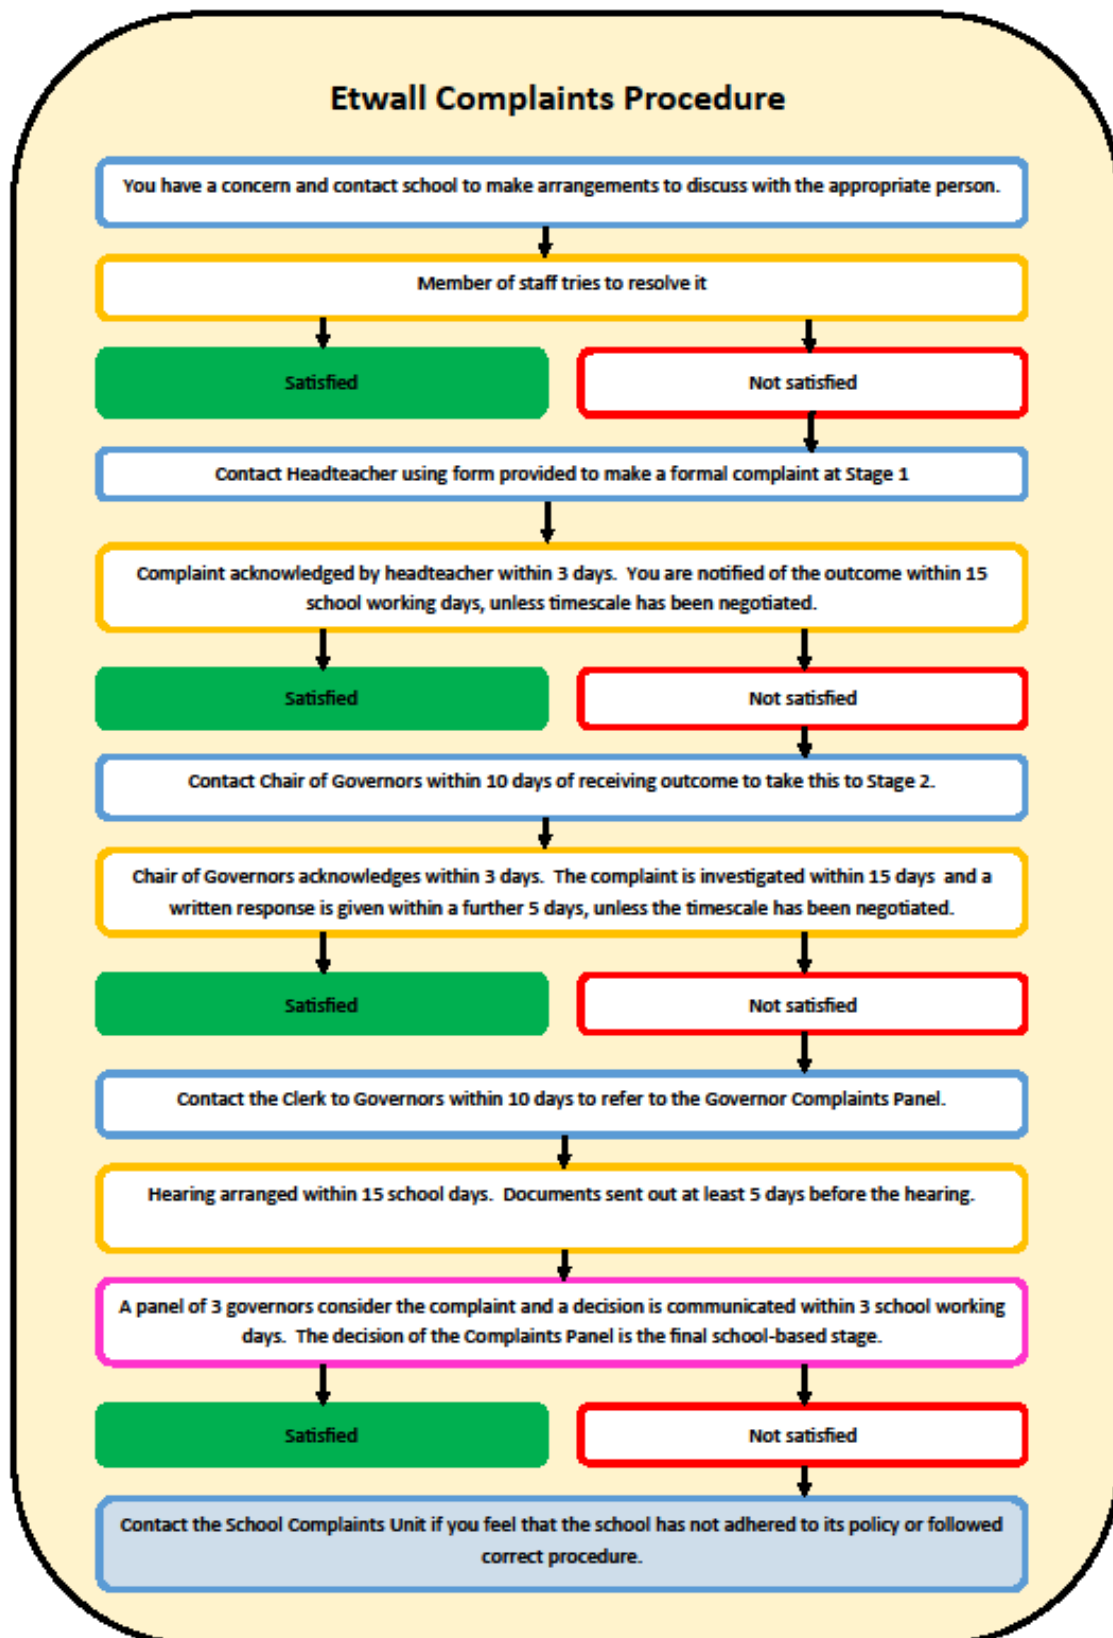 Etwall Complaints Procedure
You have a concern and contact school to make arrangements to discuss with the appropriate person.
Member of staff tries to resolve it
Satisfied
Not satisfied
Contact Headteacher using form provided to make a formal complaint at Stage 1
Complaint acknowledged by headteacher within 3 days. You are notified of the outcome within 15
school working days, unless timescale has been negotiated.
Satisfied
Not satisfied
Contact Chair of Governors within 10 days of receiving outcome to take this to Stage 2.
Chair of Governors acknowledges within 3 days. The complaint is investigated within 15 days and a
written response is given within a further 5 days, unless the timescale has been negotiated.
Satisfied
Not satisfied
Contact the Clerk to Governors within 10 days to refer to the Governor Complaints Panel.
Hearing arranged within 15 school days. Documents sent out at least 5 days before the hearing.
A panel of 3 governors consider the complaint and a decision is communicated within 3 school working
days. The decision of the Complaints Panel is the final school-based stage.
Satisfied
Not satisfied
Contact the School Complaints Unit if you feel that the school has not adhered to its policy or followed
correct procedure.